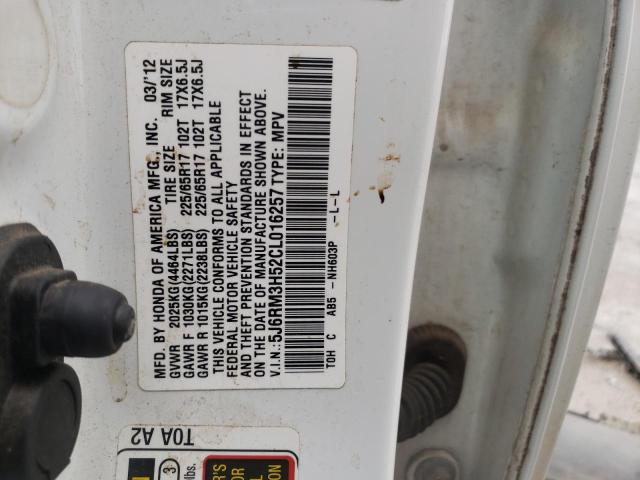 MFD. BY HONDA OF AMERICA MFG., INC. 03/'12
GVWR 2025KG(4464LBS) TIRE SIZE RIM SIZE
GAWR F 1030KG(2271LBS) 225/65R17 102T 17X6.5J
GAWR R 1015KG(2238LBS) 225/65R17 102T 17X6.5J
THIS VEHICLE CONFORMS TO ALL APPLICABLE
FEDERAL MOTOR VEHICLE SAFETY
AND THEFT PREVENTION STANDARDS IN EFFECT
ON THE DATE OF MANUFACTURE SHOWN ABOVE.
V.I.N.: 5J6RM3H52CL016257 TYPE: MPV
TOH C AB5 -NH603P -L-L
T0A A2
3
lbs.